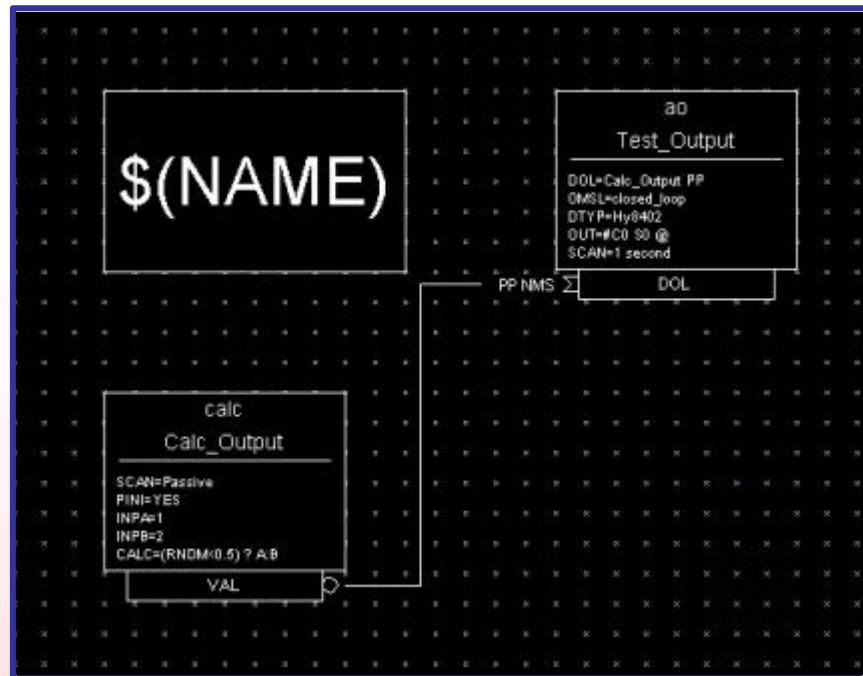 $(NAME)
ao
Test_Output
DOL=Calc_Output PP
OMSL=closed_loop
DTYP=Hy8402
OUT=#C0 S0 @
SCAN=1 second
PP NMS
DOL
calc
Calc_Output
SCAN=Passive
PINI=YES
INPA=1
INPB=2
CALC=(RNDM<0.5) ? A:B
VAL